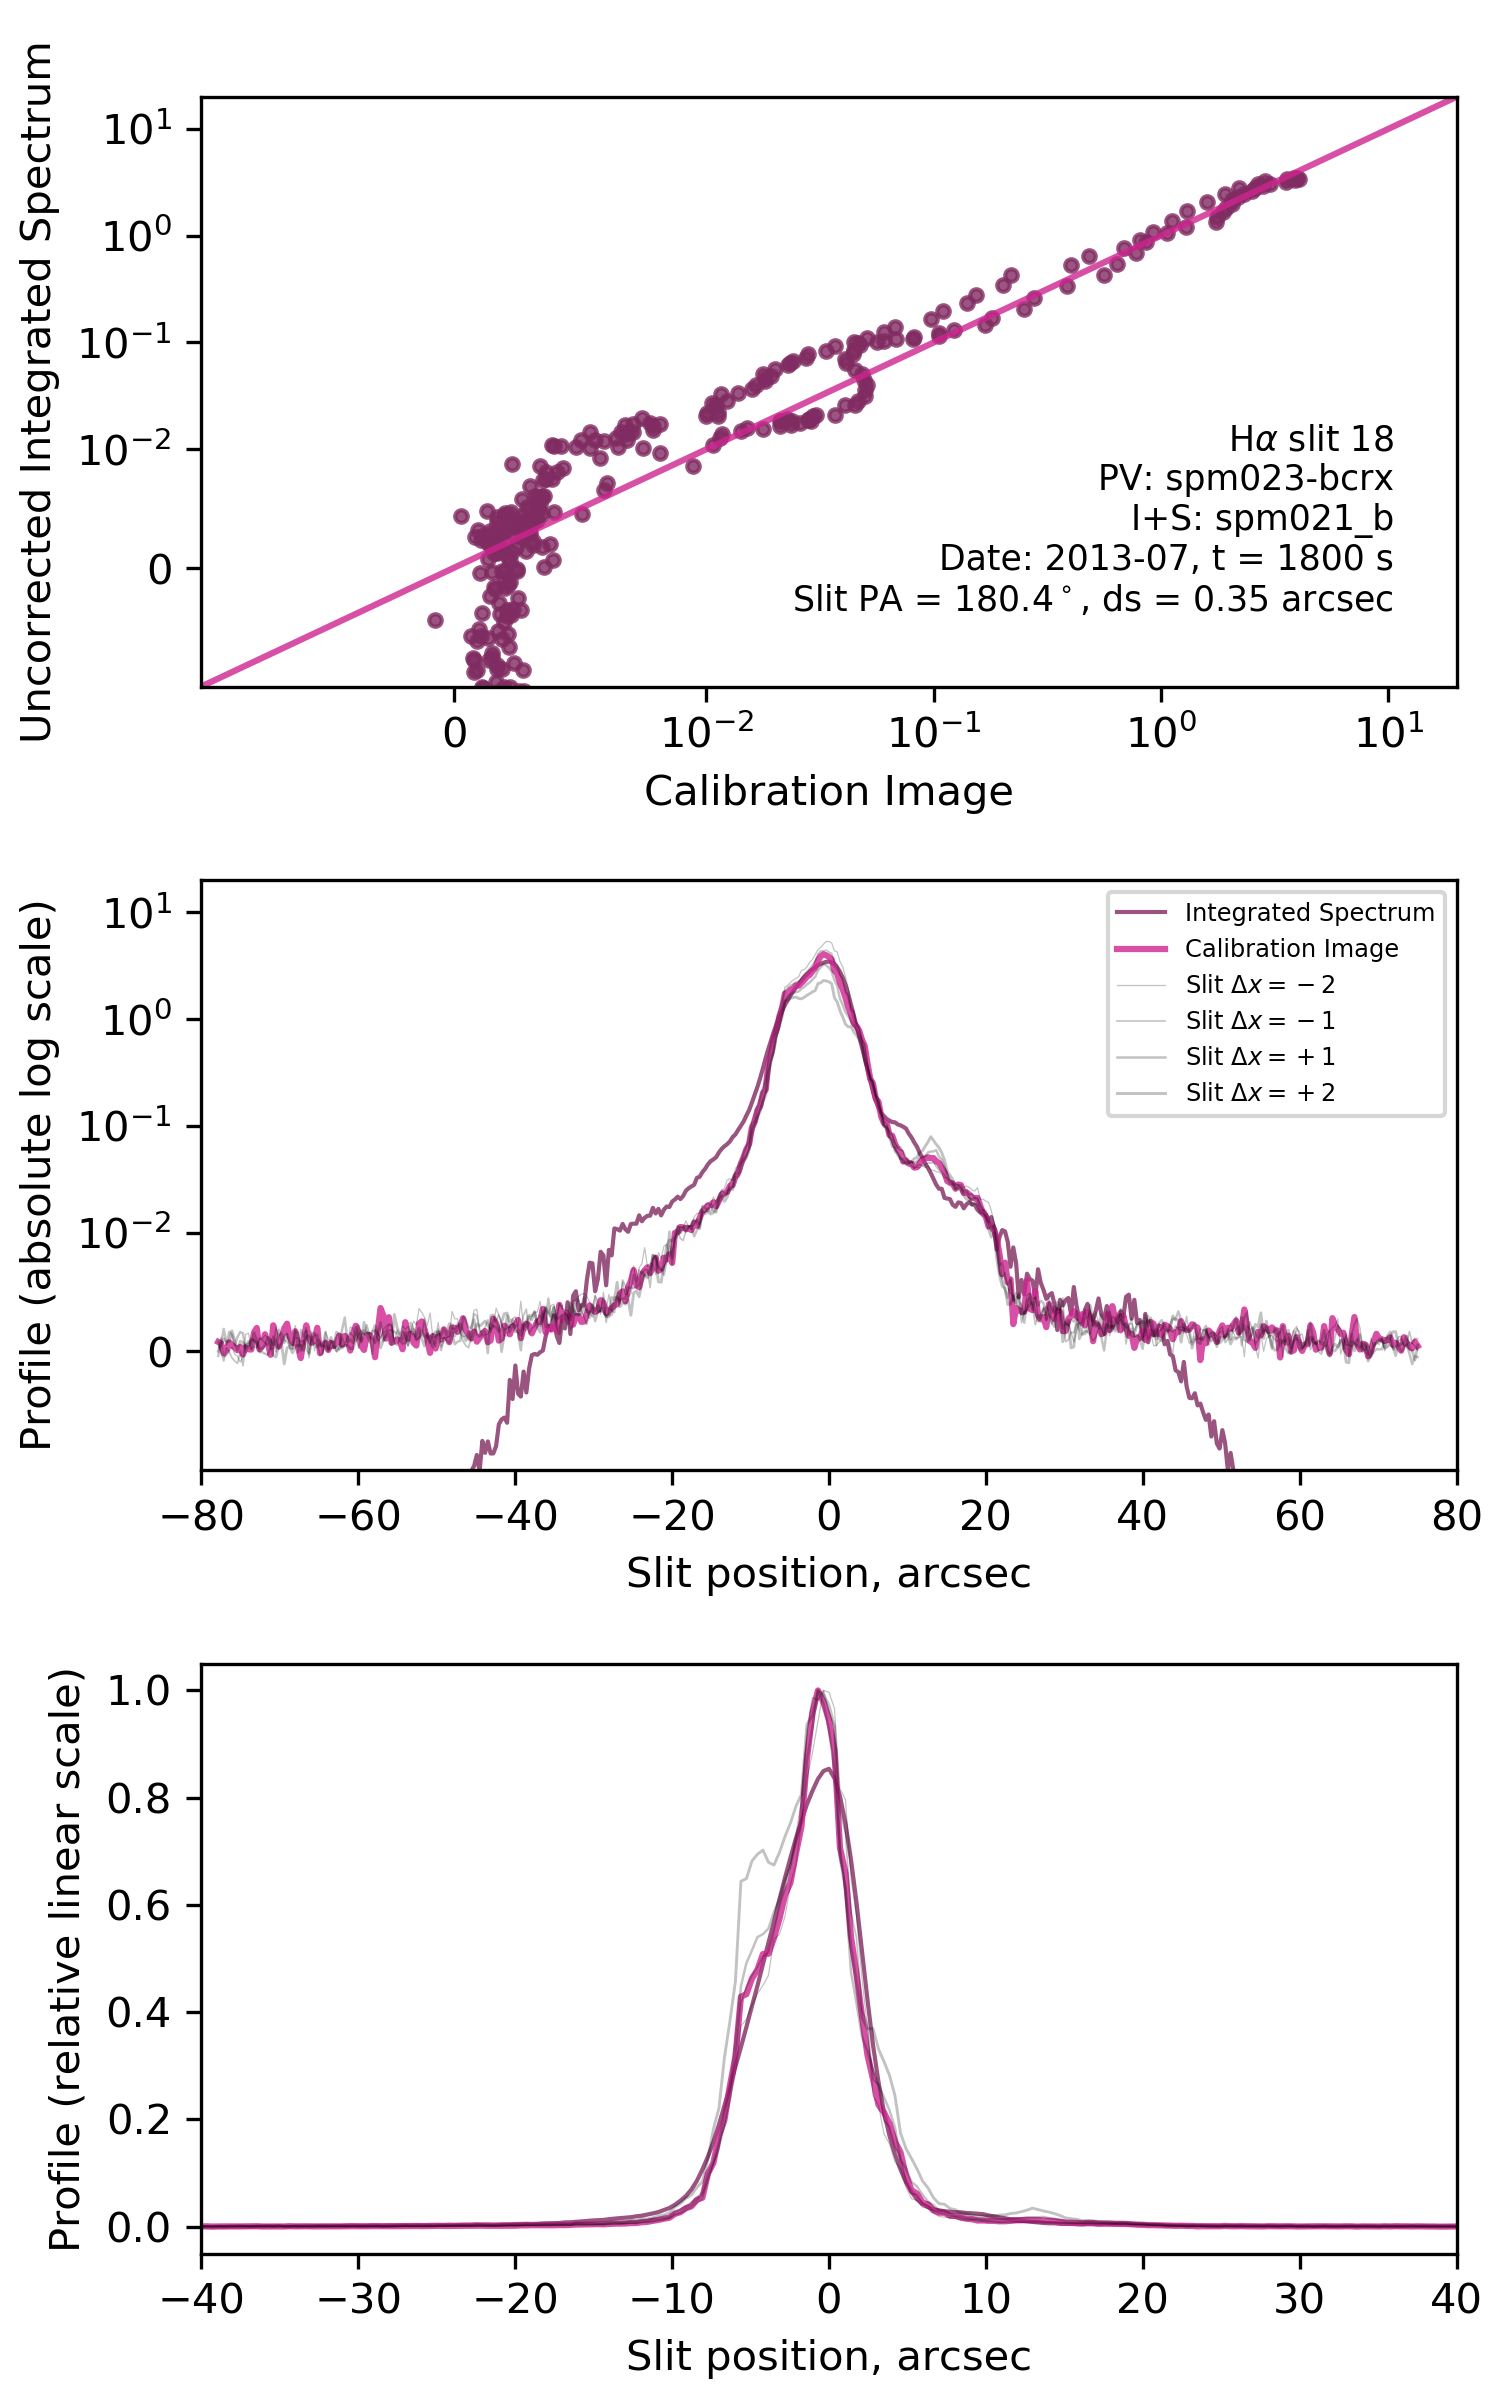 Uncorrected Integrated Spectrum
10¹
10⁰
10⁻¹
10⁻²
0
Hα slit 18
PV: spm023-bcrx
I+S: spm021_b
Date: 2013-07, t = 1800 s
Slit PA = 180.4°, ds = 0.35 arcsec
0 10⁻² 10⁻¹ 10⁰ 10¹
Calibration Image
Profile (absolute log scale)
10¹
10⁰
10⁻¹
10⁻²
0
Integrated Spectrum
Calibration Image
Slit Δx = −2
Slit Δx = −1
Slit Δx = +1
Slit Δx = +2
−80 −60 −40 −20 0 20 40 60 80
Slit position, arcsec
Profile (relative linear scale)
1.0
0.8
0.6
0.4
0.2
0.0
−40 −30 −20 −10 0 10 20 30 40
Slit position, arcsec